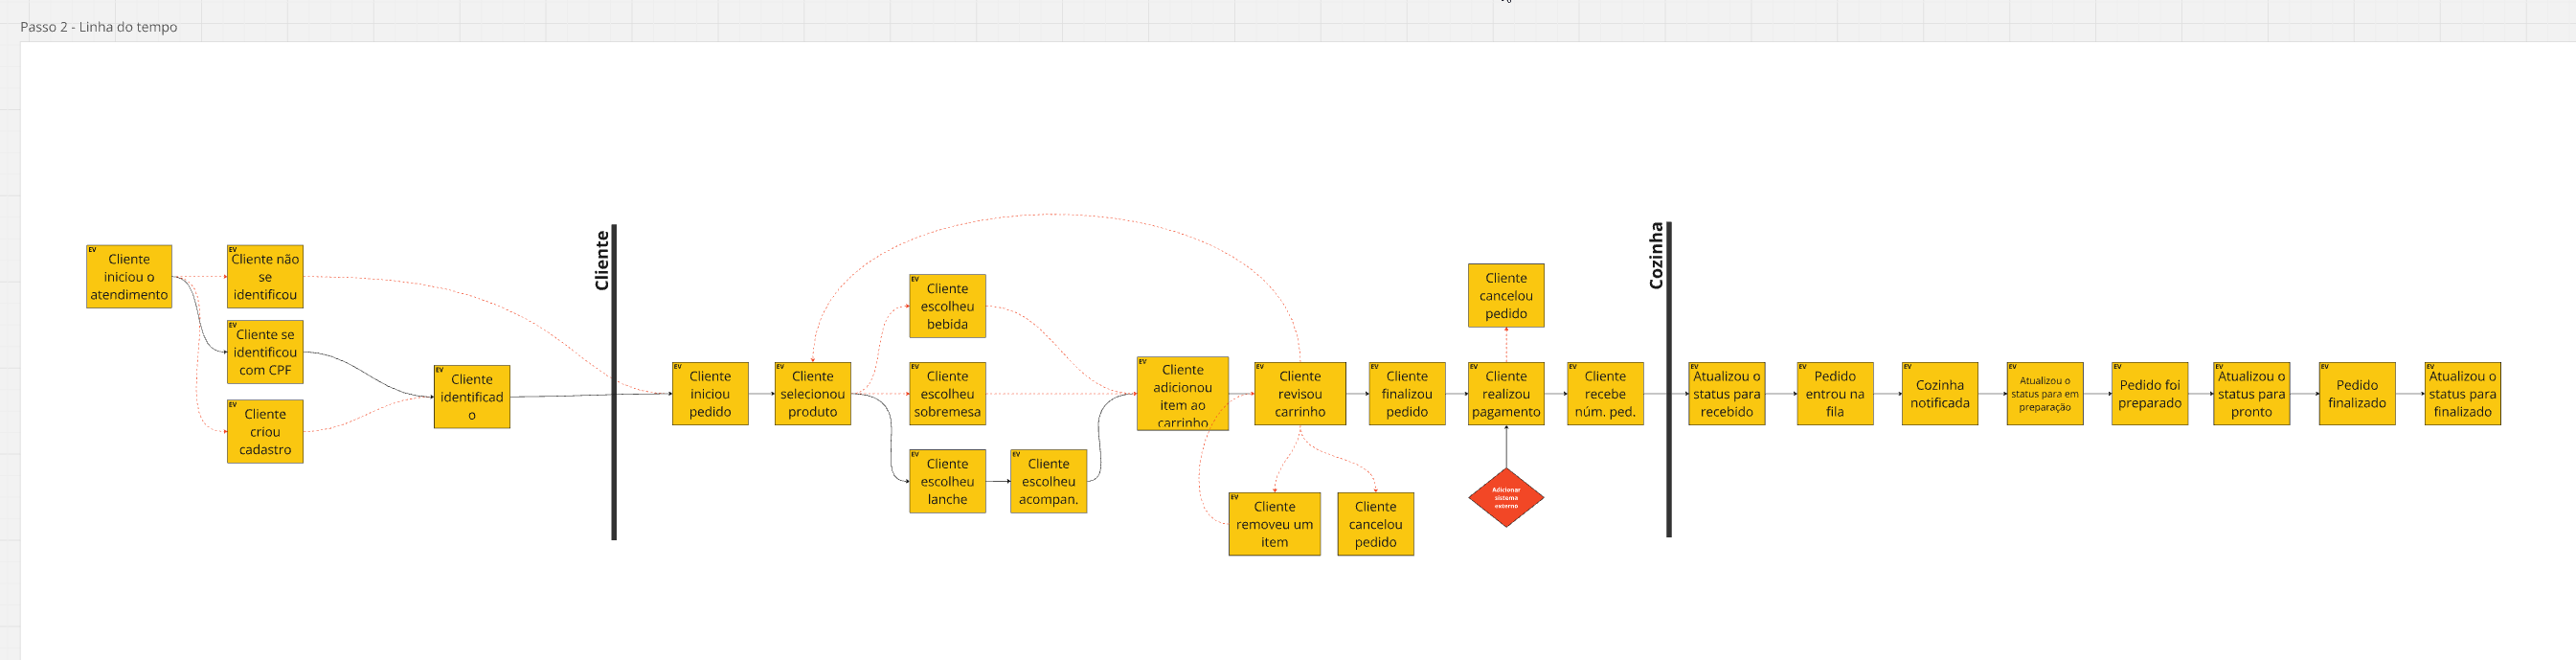 Passo 2 - Linha do tempo
EV
Cliente
iniciou o
atendimento
EV
Cliente não
se
identificou
EV
Cliente se
identificou
com CPF
EV
Cliente
criou
cadastro
EV
Cliente
identificad
o
Cliente
EV
Cliente
iniciou
pedido
EV
Cliente
selecionou
produto
EV
Cliente
escolheu
bebida
EV
Cliente
escolheu
sobremesa
EV
Cliente
escolheu
lanche
EV
Cliente
escolheu
acompan.
EV
Cliente
adicionou
item ao
carrinho
EV
Cliente
revisou
carrinho
EV
Cliente
removeu um
item
Cliente
cancelou
pedido
EV
Cliente
finalizou
pedido
Cliente
cancelou
pedido
EV
Cliente
realizou
pagamento
Adicionar
sistema
externo
EV
Cliente
recebe
núm. ped.
Cozinha
EV
Atualizou o
status para
recebido
EV
Pedido
entrou na
fila
EV
Cozinha
notificada
EV
Atualizou o
status para em
preparação
EV
Pedido foi
preparado
EV
Atualizou o
status para
pronto
EV
Pedido
finalizado
EV
Atualizou o
status para
finalizado